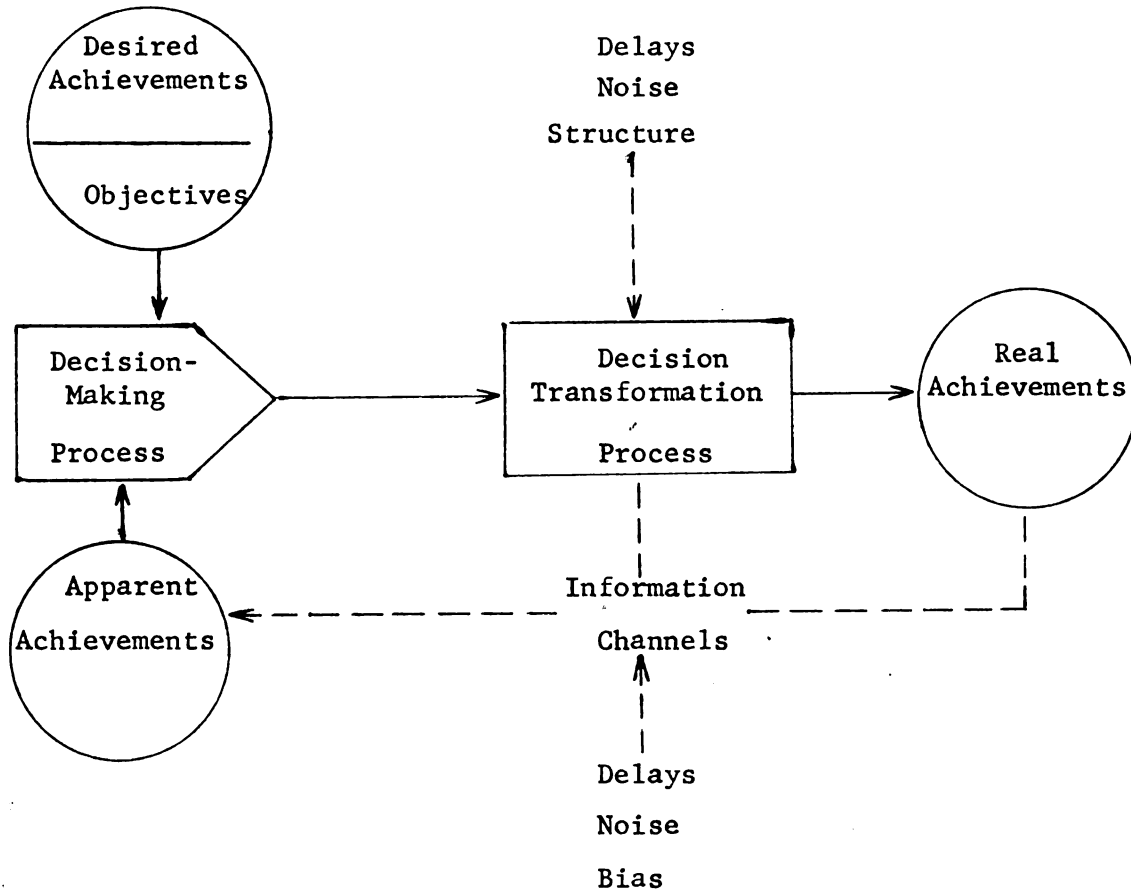 Desired
Achievements
Objectives
Delays
Noise
Structure
Decision-
Making
Process
Decision
Transformation
Process
Real
Achievements
Apparent
Achievements
Information
Channels
Delays
Noise
Bias